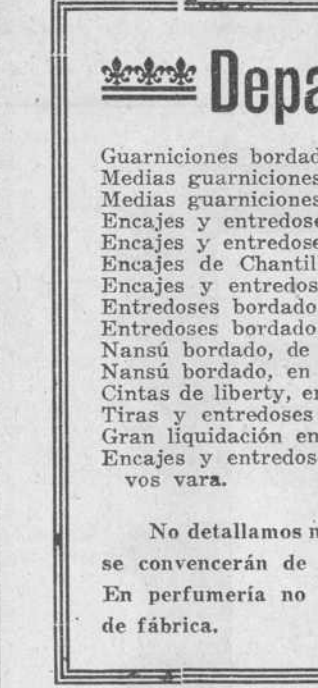 Depa
Guarniciones bordad
Medias guarniciones
Medias guarniciones
Encajes y entredose
Encajes y entredose
Encajes de Chantil
Encajes y entredos
Entredoses bordado
Entredoses bordado
Nansú bordado, de
Nansú bordado, en
Cintas de liberty, en
Tiras y entredoses
Gran liquidación en
Encajes y entredos
vos vara.
No detallamos n
se convencerán de
En perfumería no
de fábrica.